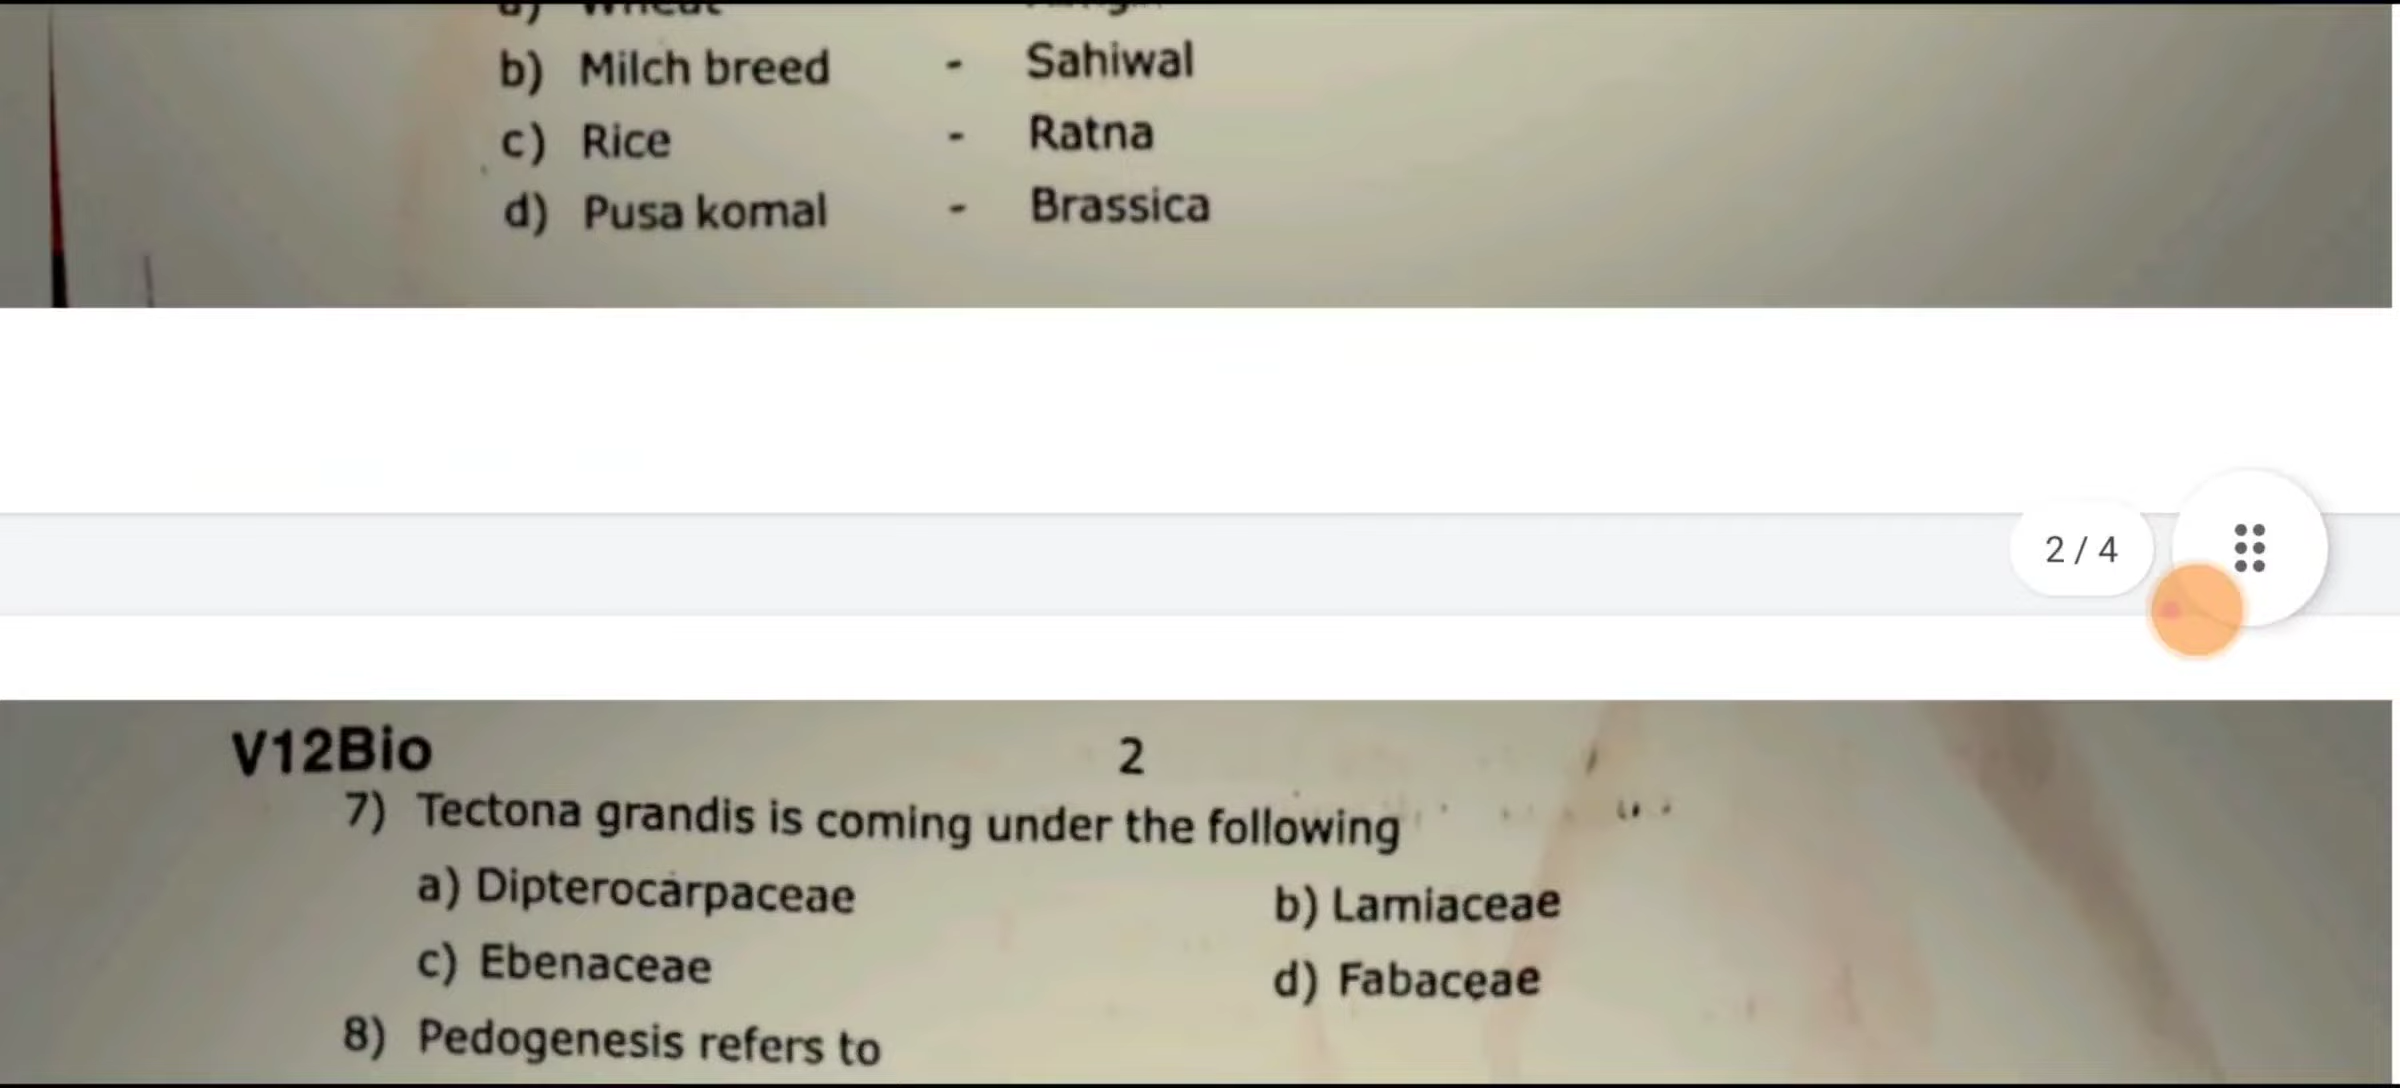 b) Milch breed - Sahiwal
c) Rice - Ratna
d) Pusa komal - Brassica
2 / 4
V12Bio 2
7) Tectona grandis is coming under the following
a) Dipterocarpaceae b) Lamiaceae
c) Ebenaceae d) Fabaceae
8) Pedogenesis refers to